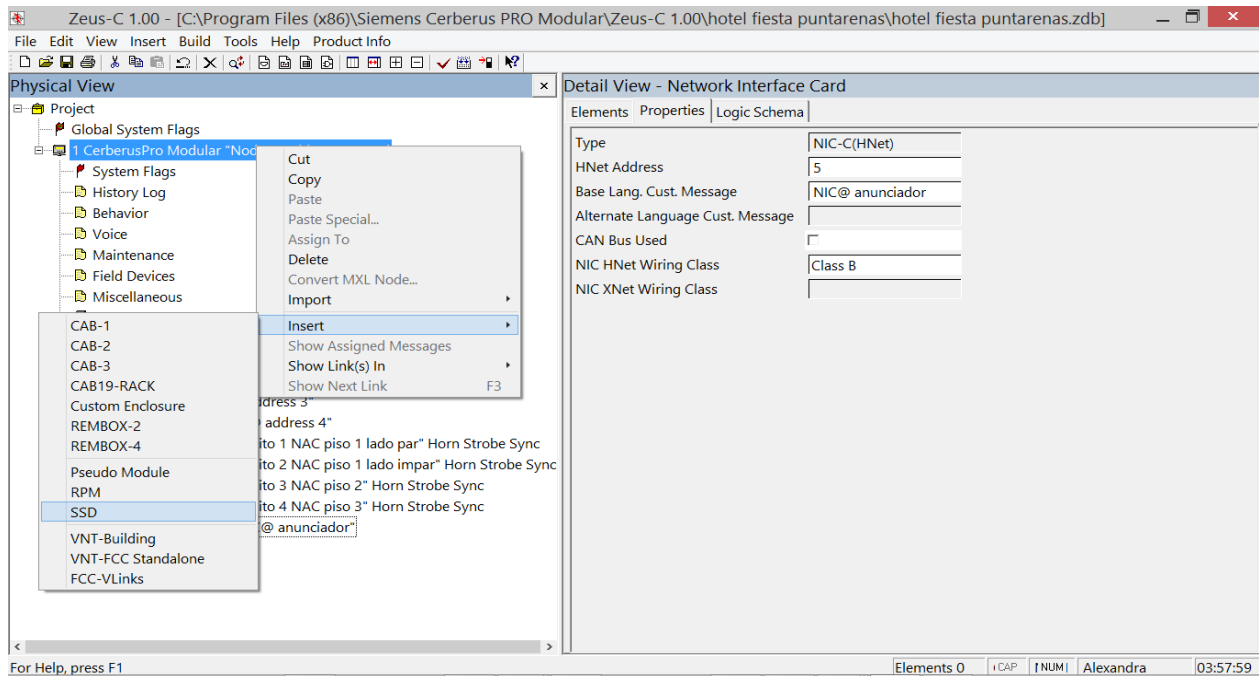 Zeus-C 1.00 - [C:\Program Files (x86)\Siemens Cerberus PRO Modular\Zeus-C 1.00\hotel fiesta puntarenas\hotel fiesta puntarenas.zdb]
File Edit View Insert Build Tools Help Product Info
Physical View
Project
Global System Flags
1 CerberusPro Modular "Nod
System Flags
History Log
Behavior
Voice
Maintenance
Field Devices
Miscellaneous
Cut
Copy
Paste
Paste Special...
Assign To
Delete
Convert MXL Node...
Import
Insert
Show Assigned Messages
Show Link(s) In
Show Next Link F3
CAB-1
CAB-2
CAB-3
CAB19-RACK
Custom Enclosure
REMBOX-2
REMBOX-4
Pseudo Module
RPM
SSD
VNT-Building
VNT-FCC Standalone
FCC-VLinks
address 3"
address 4"
ito 1 NAC piso 1 lado par" Horn Strobe Sync
ito 2 NAC piso 1 lado impar" Horn Strobe Sync
ito 3 NAC piso 2" Horn Strobe Sync
ito 4 NAC piso 3" Horn Strobe Sync
@ anunciador"
Detail View - Network Interface Card
Elements Properties Logic Schema
Type NIC-C(HNet)
HNet Address 5
Base Lang. Cust. Message NIC@ anunciador
Alternate Language Cust. Message
CAN Bus Used
NIC HNet Wiring Class Class B
NIC XNet Wiring Class
For Help, press F1
Elements 0 CAP NUM Alexandra 03:57:59